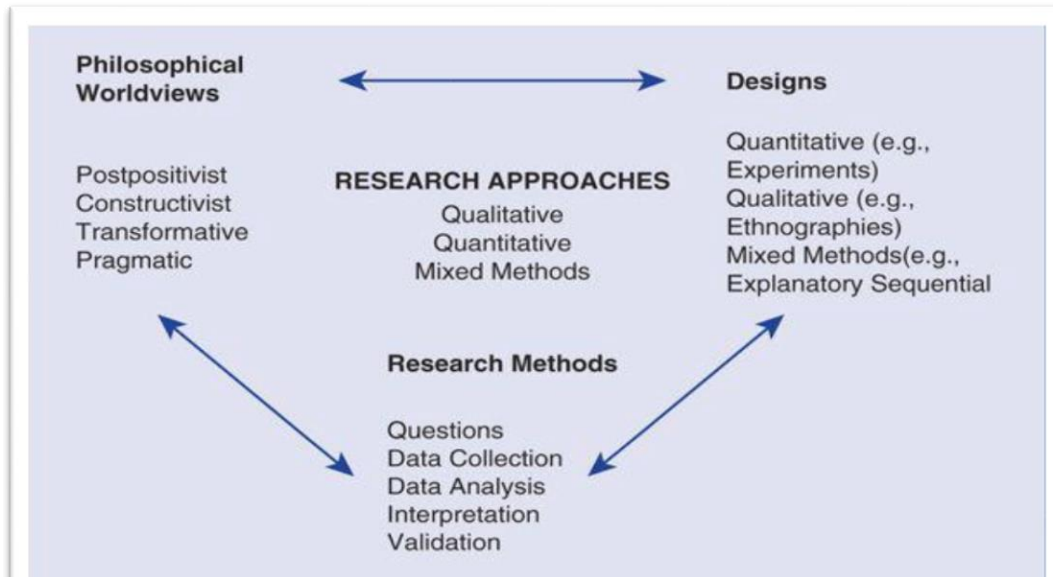 Philosophical
Worldviews
Postpositivist
Constructivist
Transformative
Pragmatic
RESEARCH APPROACHES
Qualitative
Quantitative
Mixed Methods
Designs
Quantitative (e.g.,
Experiments)
Qualitative (e.g.,
Ethnographies)
Mixed Methods(e.g.,
Explanatory Sequential
Research Methods
Questions
Data Collection
Data Analysis
Interpretation
Validation